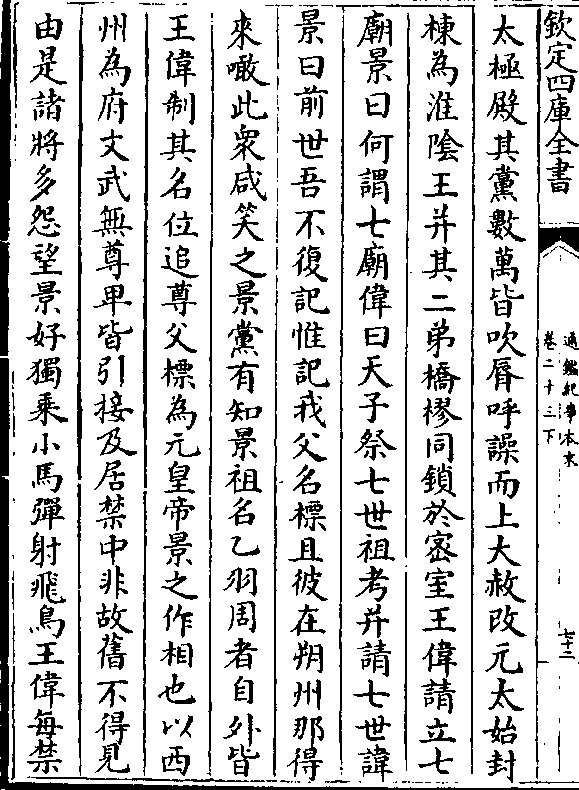 欽定四庫全書
通鑑紀事本末
卷二十三下
七十二
太極殿其黨數萬皆吹脣呼譟而上大赦改元太始封
棟為淮陰王并其二弟橋樛同鎖於密室王偉請立七
廟景曰何謂七廟偉曰天子祭七世祖考并請七世諱
景曰前世吾不復記惟記我父名標且彼在朔州那得
來噉此衆咸笑之景黨有知景祖名乙羽周者自外皆
王偉制其名位追尊父標為元皇帝景之作相也以西
州為府文武無尊卑皆引接及居禁中非故舊不得見
由是諸將多怨望景好獨乘小馬彈射飛鳥王偉每禁